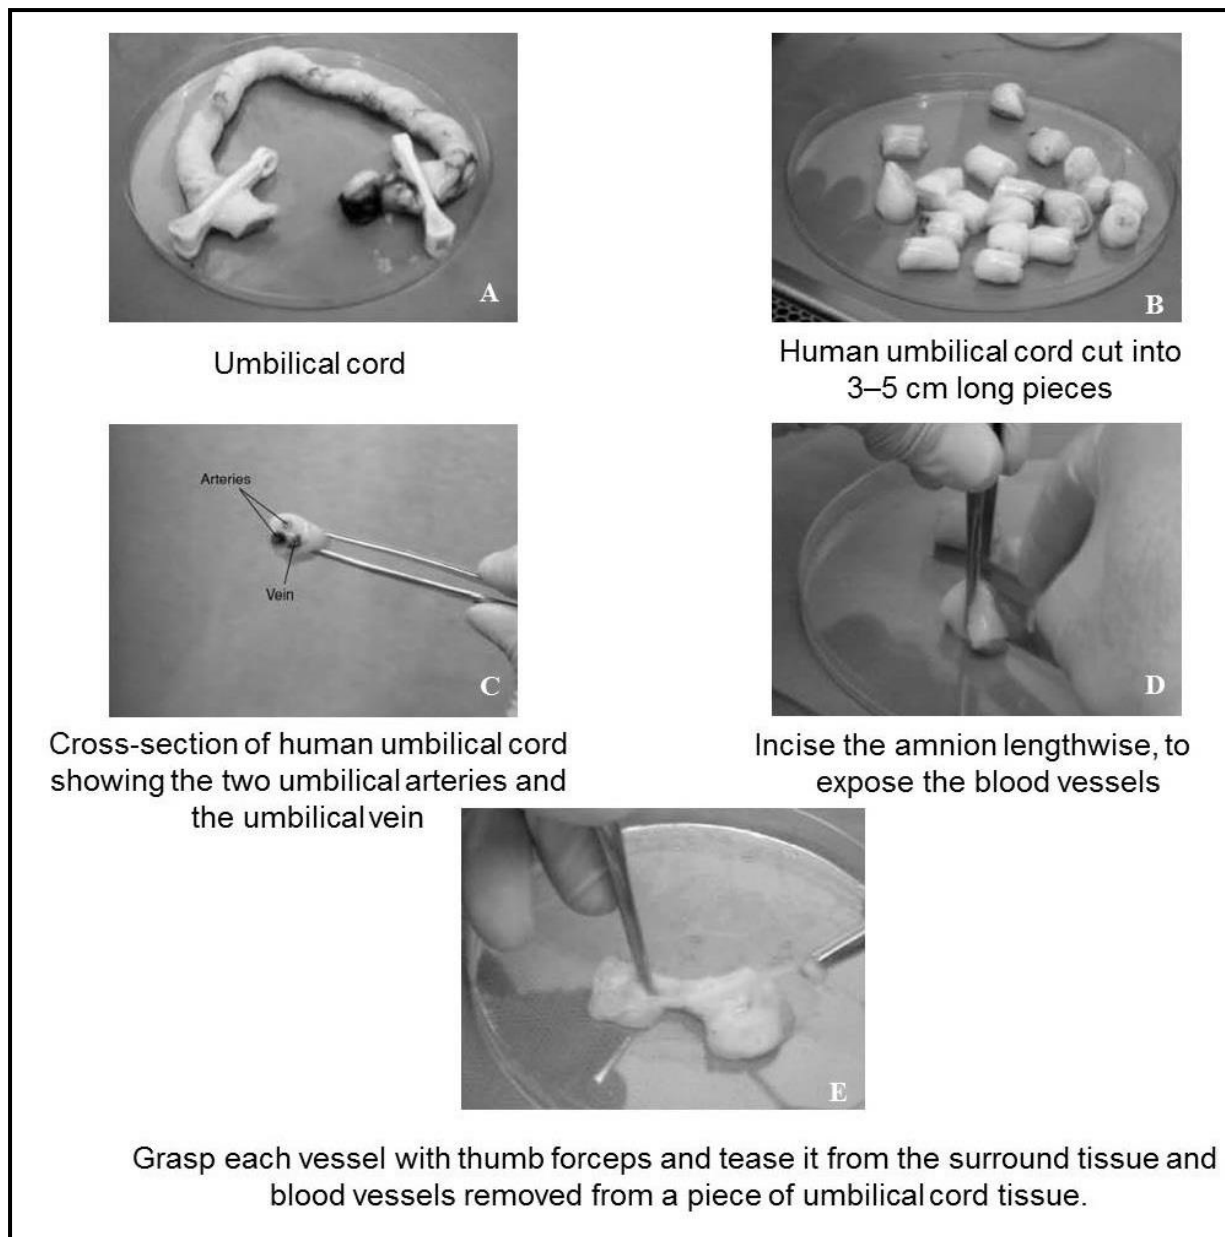 A
Umbilical cord
B
Human umbilical cord cut into
3–5 cm long pieces
Arteries
Vein
C
Cross-section of human umbilical cord
showing the two umbilical arteries and
the umbilical vein
D
Incise the amnion lengthwise, to
expose the blood vessels
E
Grasp each vessel with thumb forceps and tease it from the surround tissue and
blood vessels removed from a piece of umbilical cord tissue.